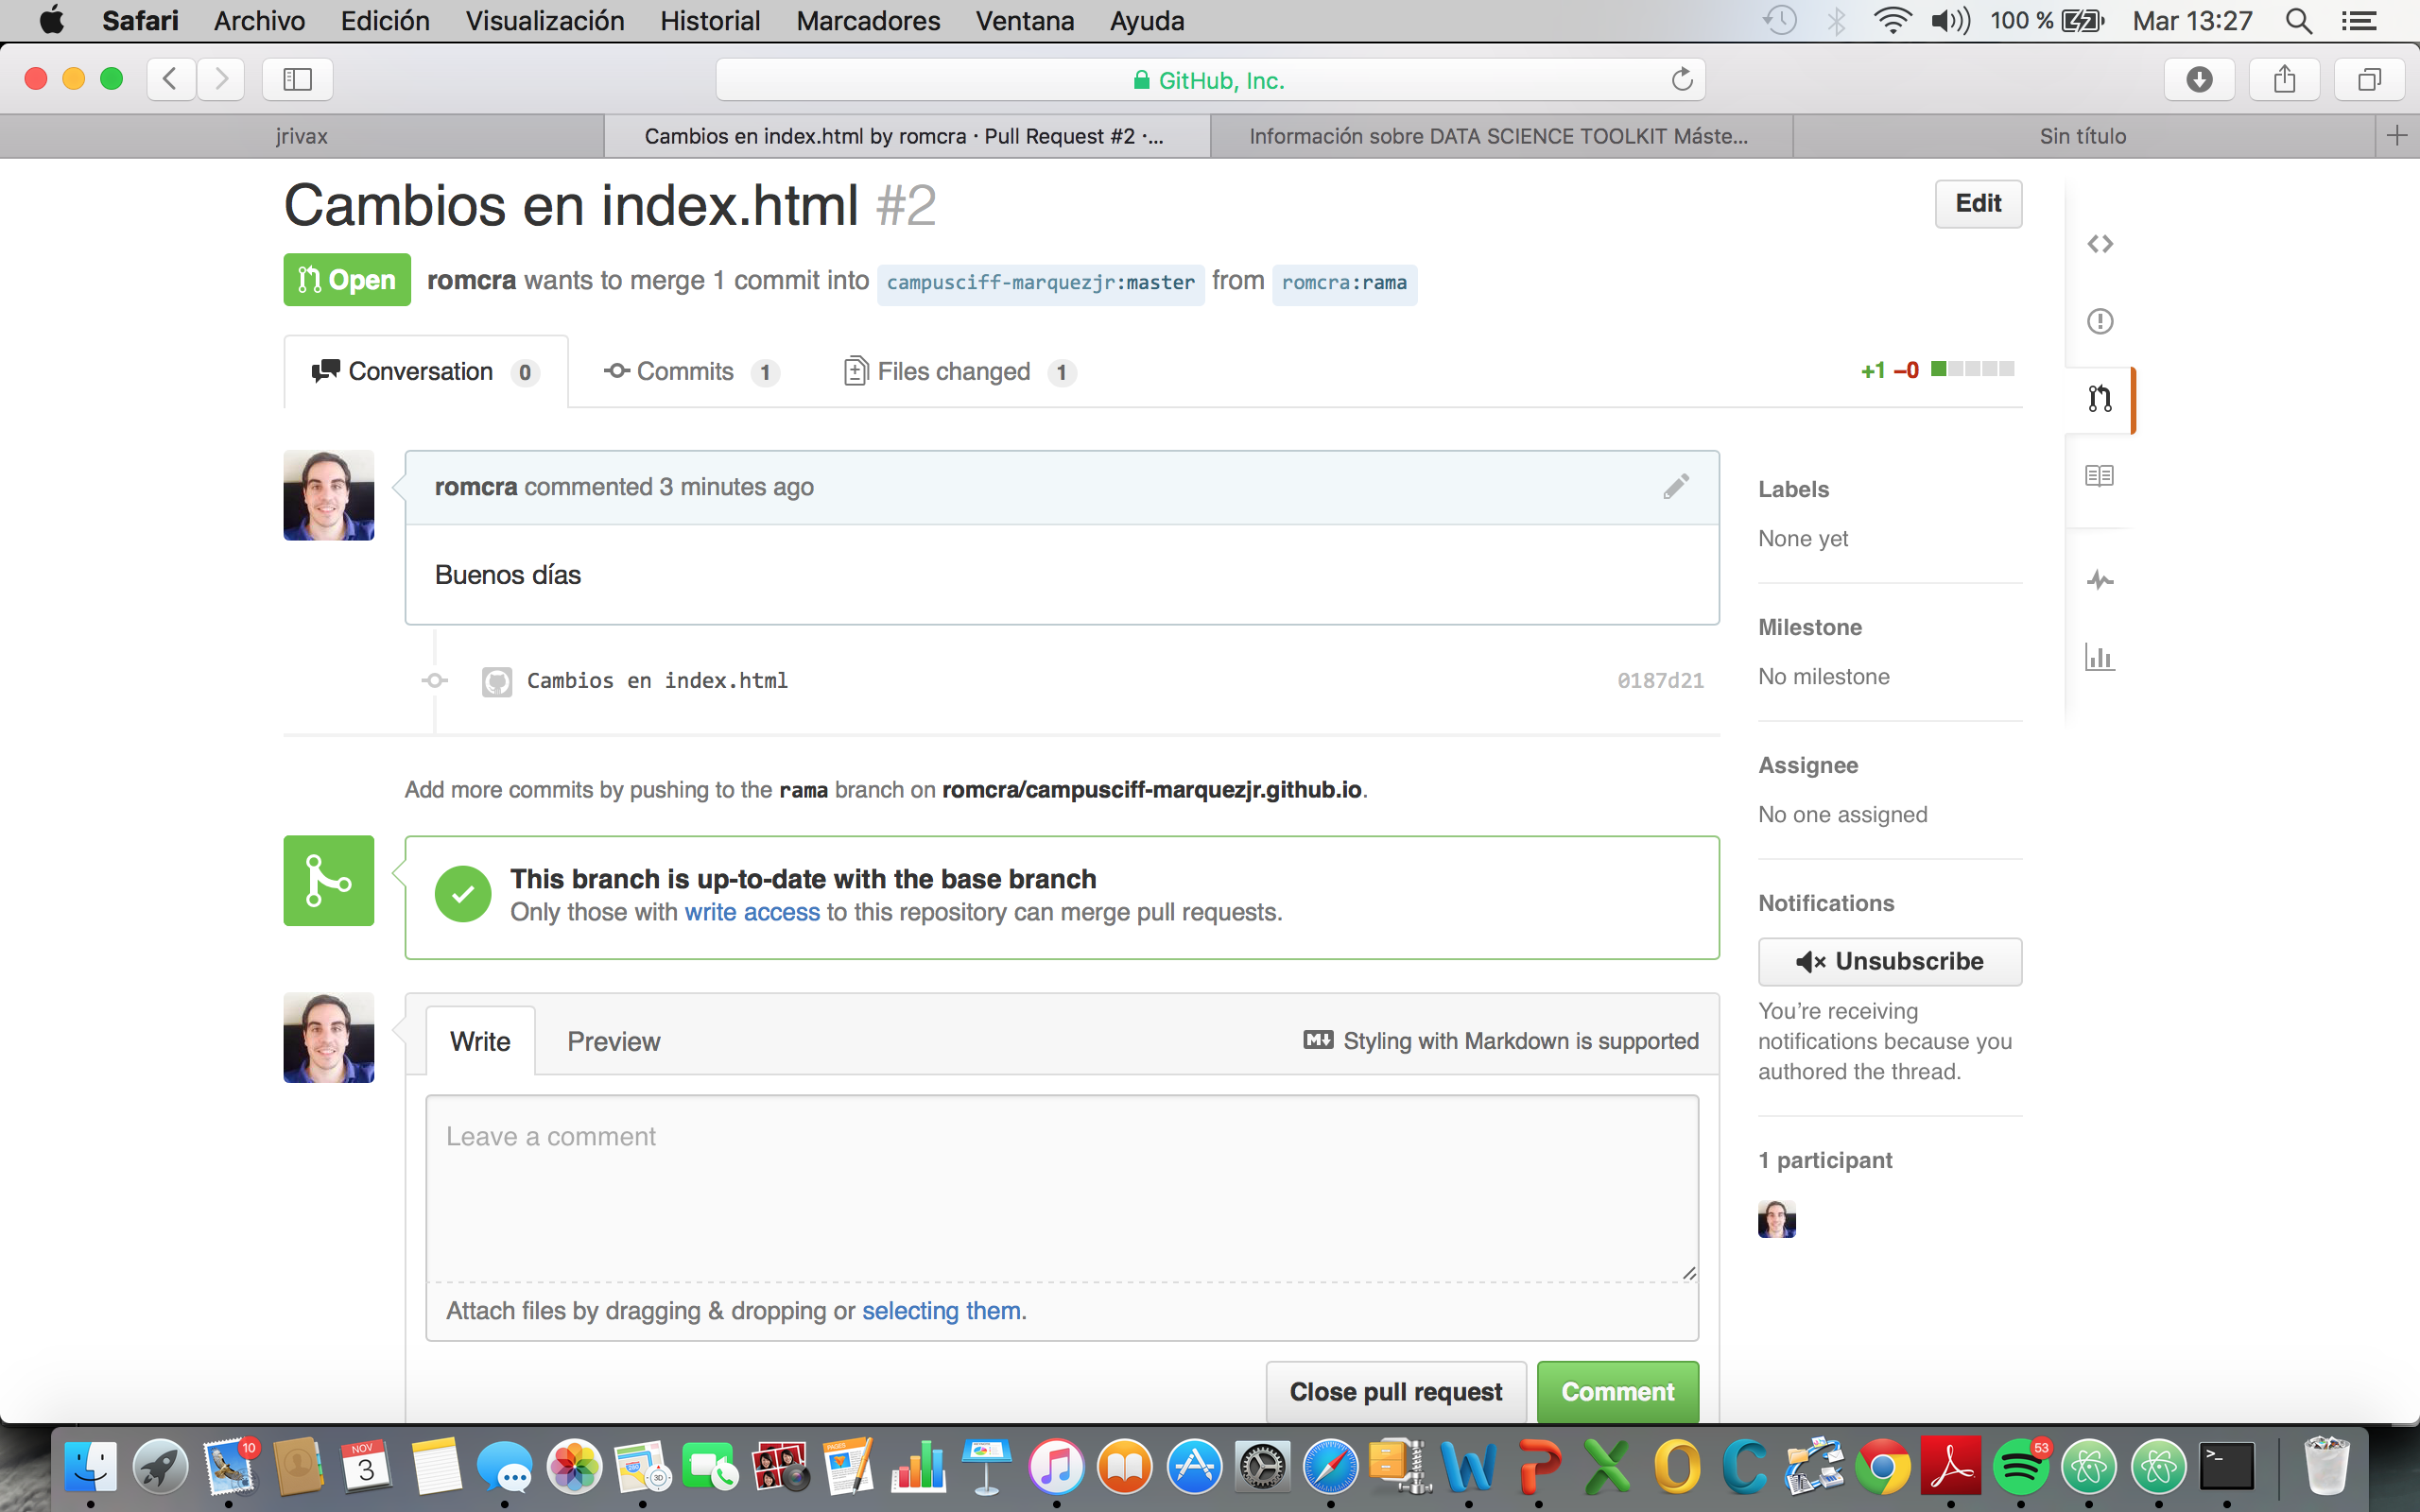 Safari Archivo Edición Visualización Historial Marcadores Ventana Ayuda 100 % Mar 13:27
GitHub, Inc.
jrivax
Cambios en index.html by romcra · Pull Request #2 ·...
Información sobre DATA SCIENCE TOOLKIT Máste...
Sin título
Cambios en index.html #2
Edit
Open romcra wants to merge 1 commit into campusciff-marquezjr:master from romcra:rama
Conversation 0 Commits 1 Files changed 1
+1 −0
romcra commented 3 minutes ago
Buenos días
Cambios en index.html 0187d21
Add more commits by pushing to the rama branch on romcra/campusciff-marquezjr.github.io.
This branch is up-to-date with the base branch
Only those with write access to this repository can merge pull requests.
Write Preview
Styling with Markdown is supported
Leave a comment
Attach files by dragging & dropping or selecting them.
Close pull request Comment
Labels
None yet
Milestone
No milestone
Assignee
No one assigned
Notifications
Unsubscribe
You're receiving
notifications because you
authored the thread.
1 participant
10
NOV
3
3D
PAGES
53